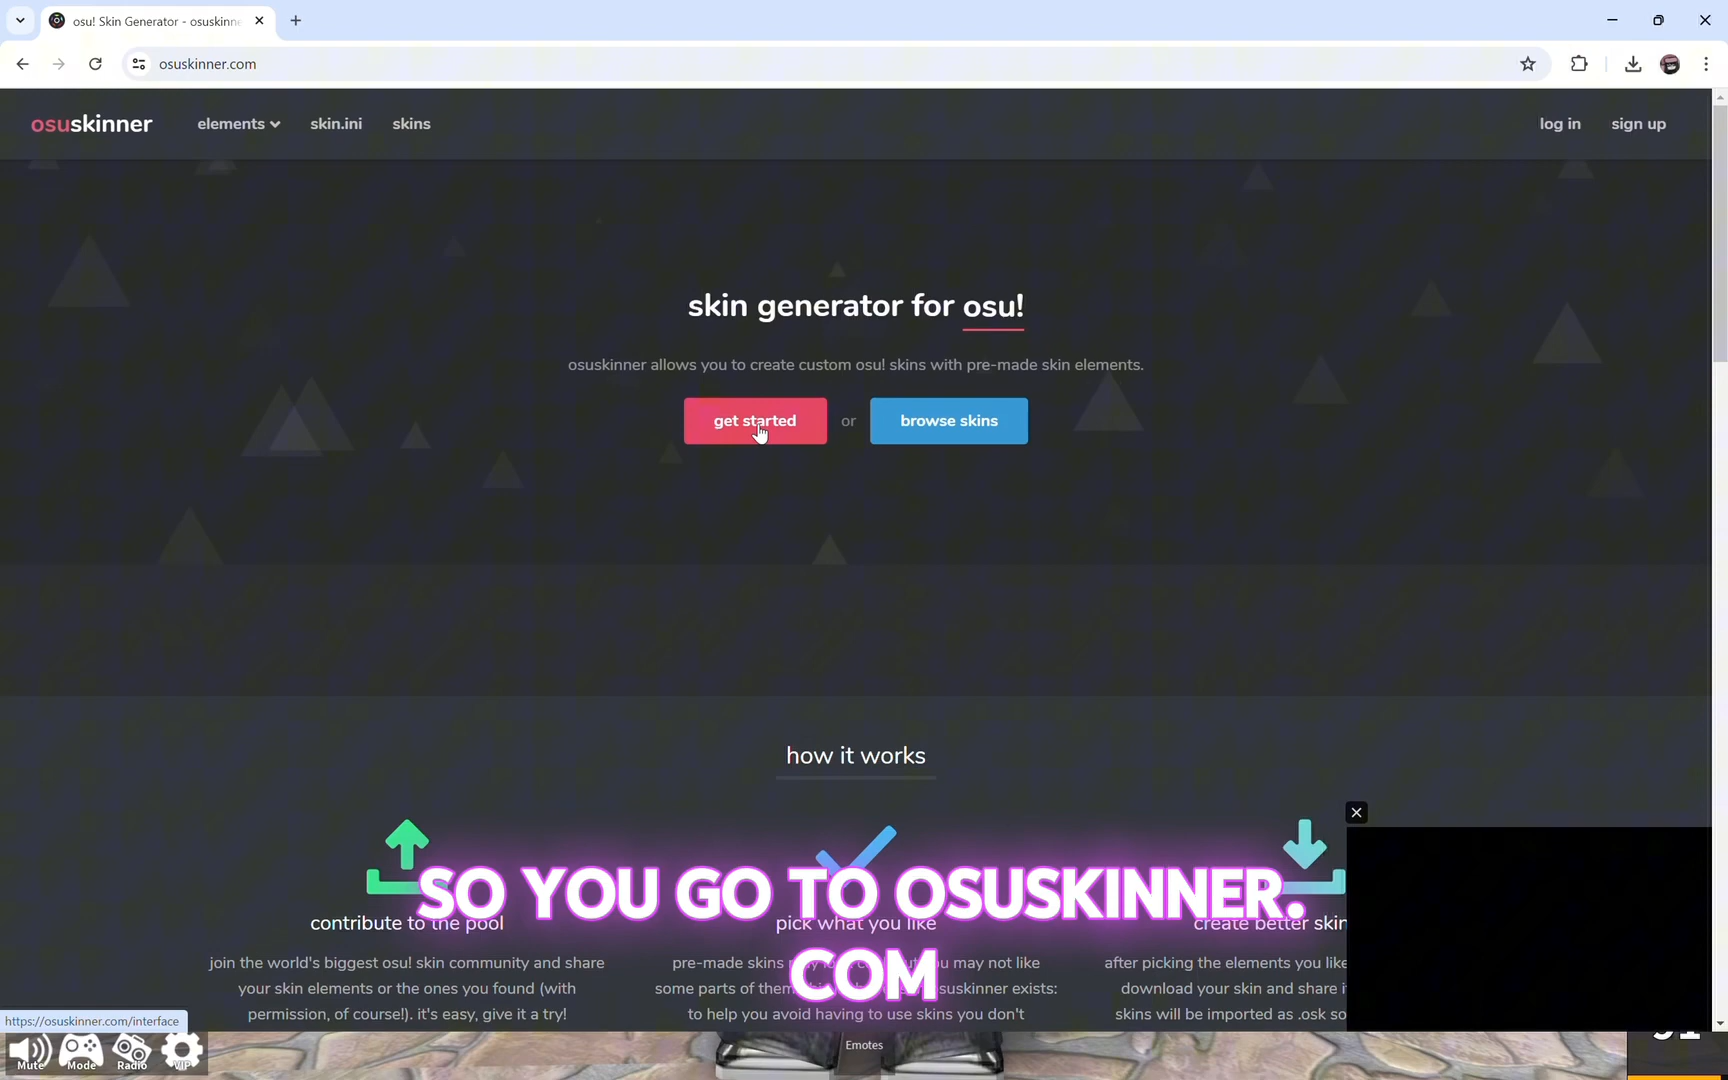 osu! Skin Generator - osuskinne
osuskinner.com
osuskinner
elements
skin.ini
skins
log in
sign up
skin generator for osu!
osuskinner allows you to create custom osu! skins with pre-made skin elements.
get started
or
browse skins
how it works
SO YOU GO TO OSUSKINNER.
COM
contribute to the pool
pick what you like
create better skin
join the world's biggest osu! skin community and share
your skin elements or the ones you found (with
permission, of course!). it's easy, give it a try!
pre-made skins may not like
some parts of them osuskinner exists:
to help you avoid having to use skins you don't
after picking the elements you like
download your skin and share i
skins will be imported as .osk so
https://osuskinner.com/interface
Mute
Mode
Radio
VIP
Emotes